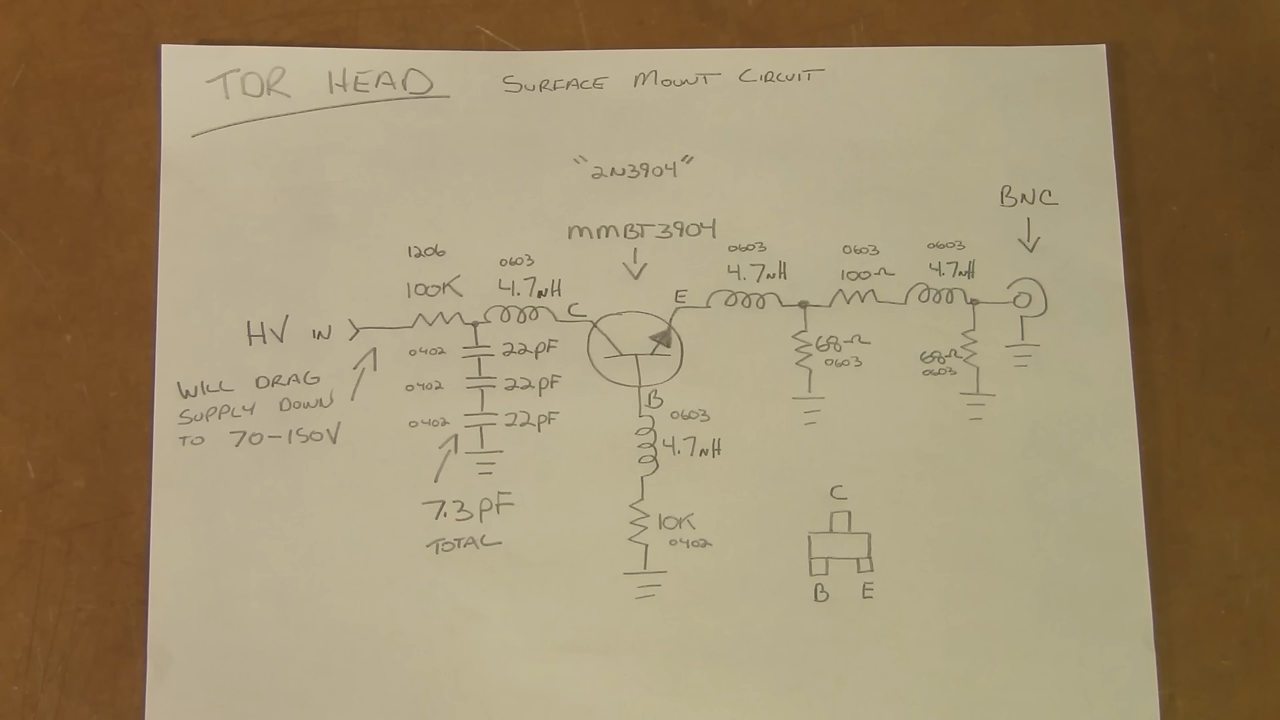 TDR HEAD
SURFACE MOUNT CIRCUIT
"2N3904"
MMBT3904
BNC
1206
100K
0603
4.7nH
C
E
0603
4.7nH
0603
100Ω
0603
4.7nH
HV IN
0402 22pF
0402 22pF
0402 22pF
68Ω
0603
68Ω
0603
WILL DRAG
SUPPLY DOWN
TO 70-150V
B
0603
4.7nH
7.3pF
TOTAL
10K
0402
C
B E